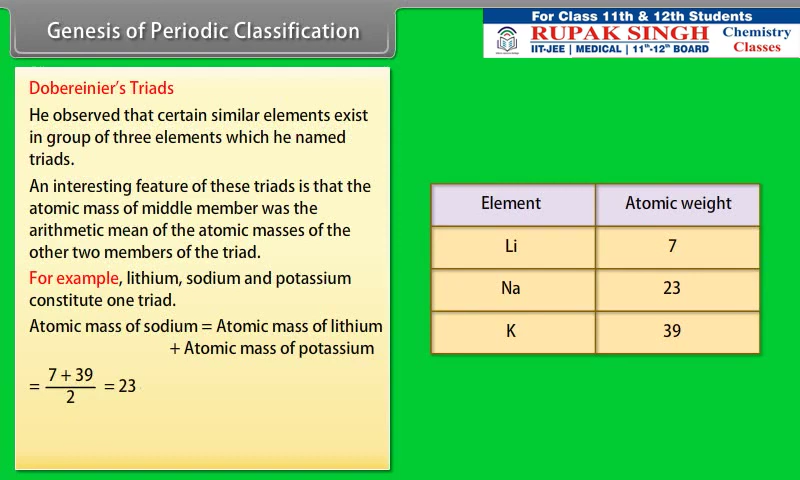 Genesis of Periodic Classification
For Class 11th & 12th Students
RUPAK SINGH
Chemistry
Classes
IIT-JEE | MEDICAL | 11th-12th BOARD
Dobereinier's Triads
He observed that certain similar elements exist
in group of three elements which he named
triads.
An interesting feature of these triads is that the
atomic mass of middle member was the
arithmetic mean of the atomic masses of the
other two members of the triad.
For example, lithium, sodium and potassium
constitute one triad.
Atomic mass of sodium = Atomic mass of lithium
+ Atomic mass of potassium
= (7 + 39)/2 = 23
Element Atomic weight
Li 7
Na 23
K 39